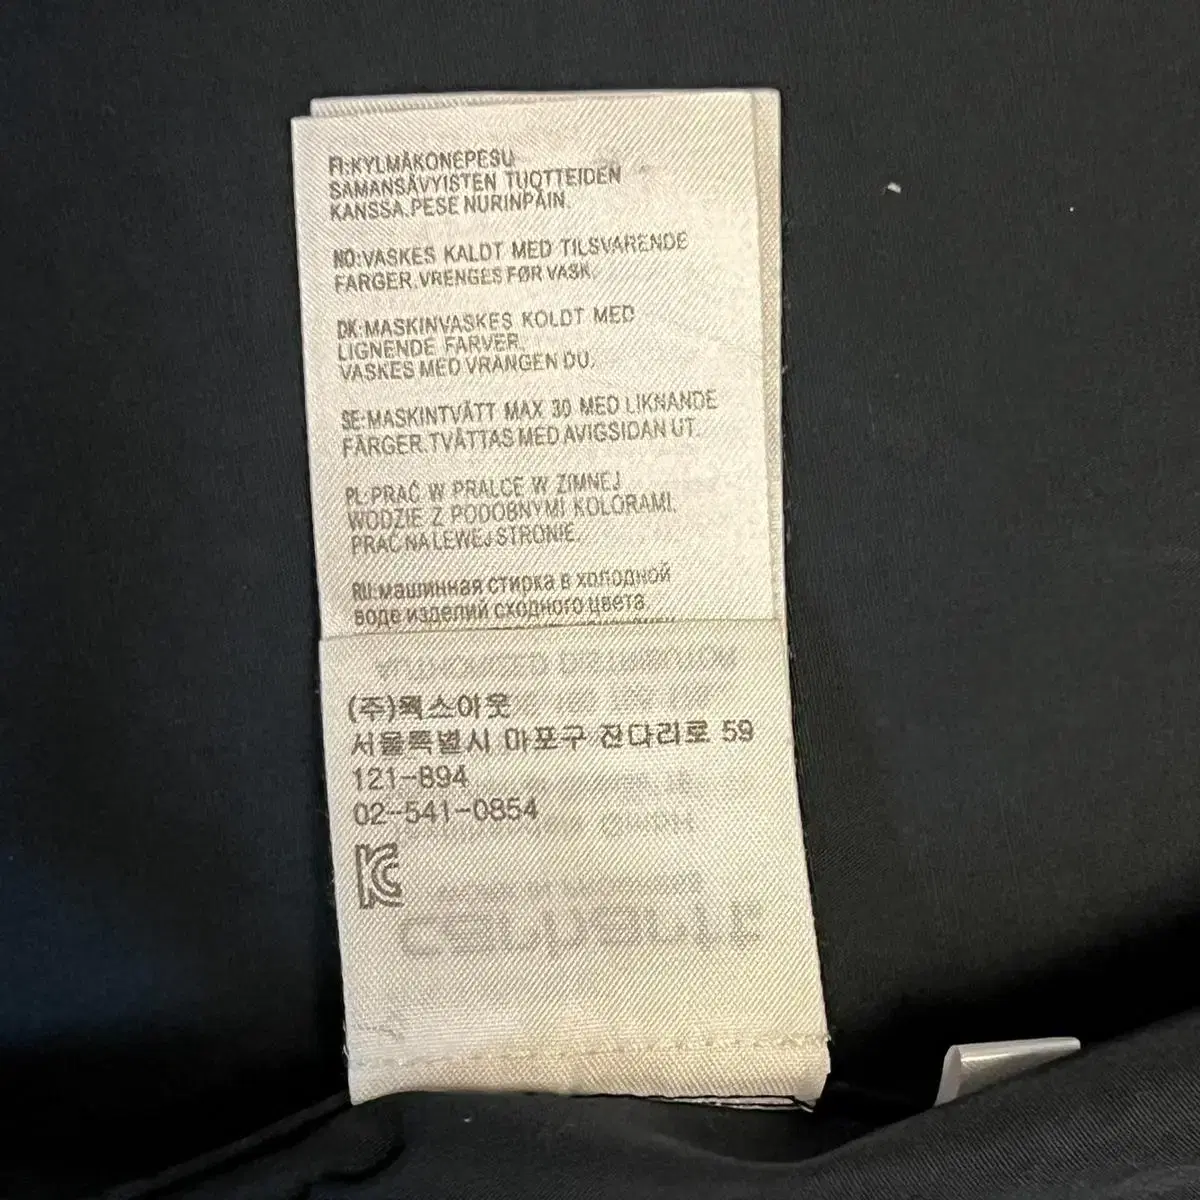 FI:KYLMÄKONEPESU
SAMANSÄVYISTEN TUOTTEIDEN
KANSSA.PESE NURINPÄIN.
NO:VASKES KALDT MED TILSVARENDE
FARGER.VRENGES FØR VASK.
DK:MASKINVASKES KOLDT MED
LIGNENDE FARVER.
VASKES MED VRANGEN DU.
SE:MASKINTVÄTT MAX 30 MED LIKNANDE
FÄRGER.TVÄTTAS MED AVIGSIDAN UT.
PL:PRAĆ W PRALCE W ZIMNEJ
WODZIE Z PODOBNYMI KOLORAMI.
PRAĆ NA LEWEJ STRONIE.
RU:машинная стирка в холодной
воде изделий сходного цвета.
(주)웍스아웃
서울특별시 마포구 잔다리로 59
121-894
02-541-0854
KC